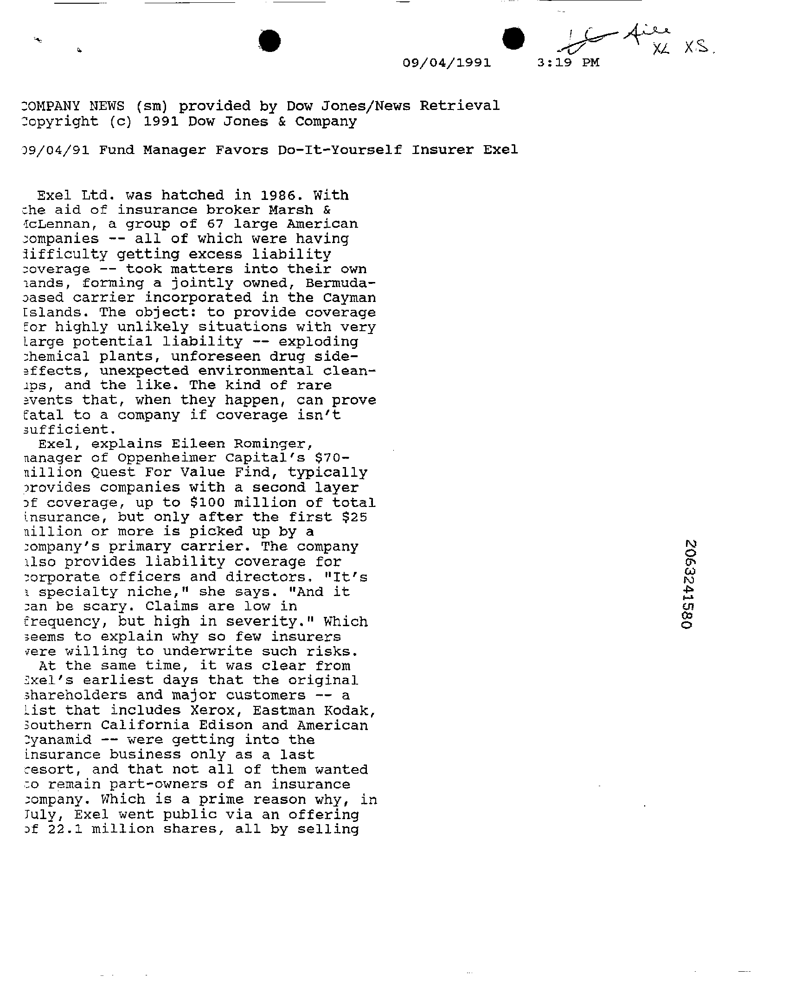 XL XS.
09/04/1991 3:19 PM
COMPANY NEWS (sm) provided by Dow Jones/News Retrieval
Copyright (c) 1991 Dow Jones & Company
09/04/91 Fund Manager Favors Do-It-Yourself Insurer Exel
Exel Ltd. was hatched in 1986. With
the aid of insurance broker Marsh &
McLennan, a group of 67 large American
companies -- all of which were having
difficulty getting excess liability
coverage -- took matters into their own
hands, forming a jointly owned, Bermuda-
based carrier incorporated in the Cayman
Islands. The object: to provide coverage
for highly unlikely situations with very
large potential liability -- exploding
chemical plants, unforeseen drug side-
effects, unexpected environmental clean-
ups, and the like. The kind of rare
events that, when they happen, can prove
fatal to a company if coverage isn't
sufficient.
Exel, explains Eileen Rominger,
manager of Oppenheimer Capital's $70-
million Quest For Value Find, typically
provides companies with a second layer
of coverage, up to $100 million of total
insurance, but only after the first $25
million or more is picked up by a
company's primary carrier. The company
also provides liability coverage for
corporate officers and directors. "It's
a specialty niche," she says. "And it
can be scary. Claims are low in
frequency, but high in severity." Which
seems to explain why so few insurers
were willing to underwrite such risks.
At the same time, it was clear from
Exel's earliest days that the original
shareholders and major customers -- a
list that includes Xerox, Eastman Kodak,
Southern California Edison and American
Cyanamid -- were getting into the
insurance business only as a last
resort, and that not all of them wanted
to remain part-owners of an insurance
company. Which is a prime reason why, in
July, Exel went public via an offering
of 22.1 million shares, all by selling
2063241580